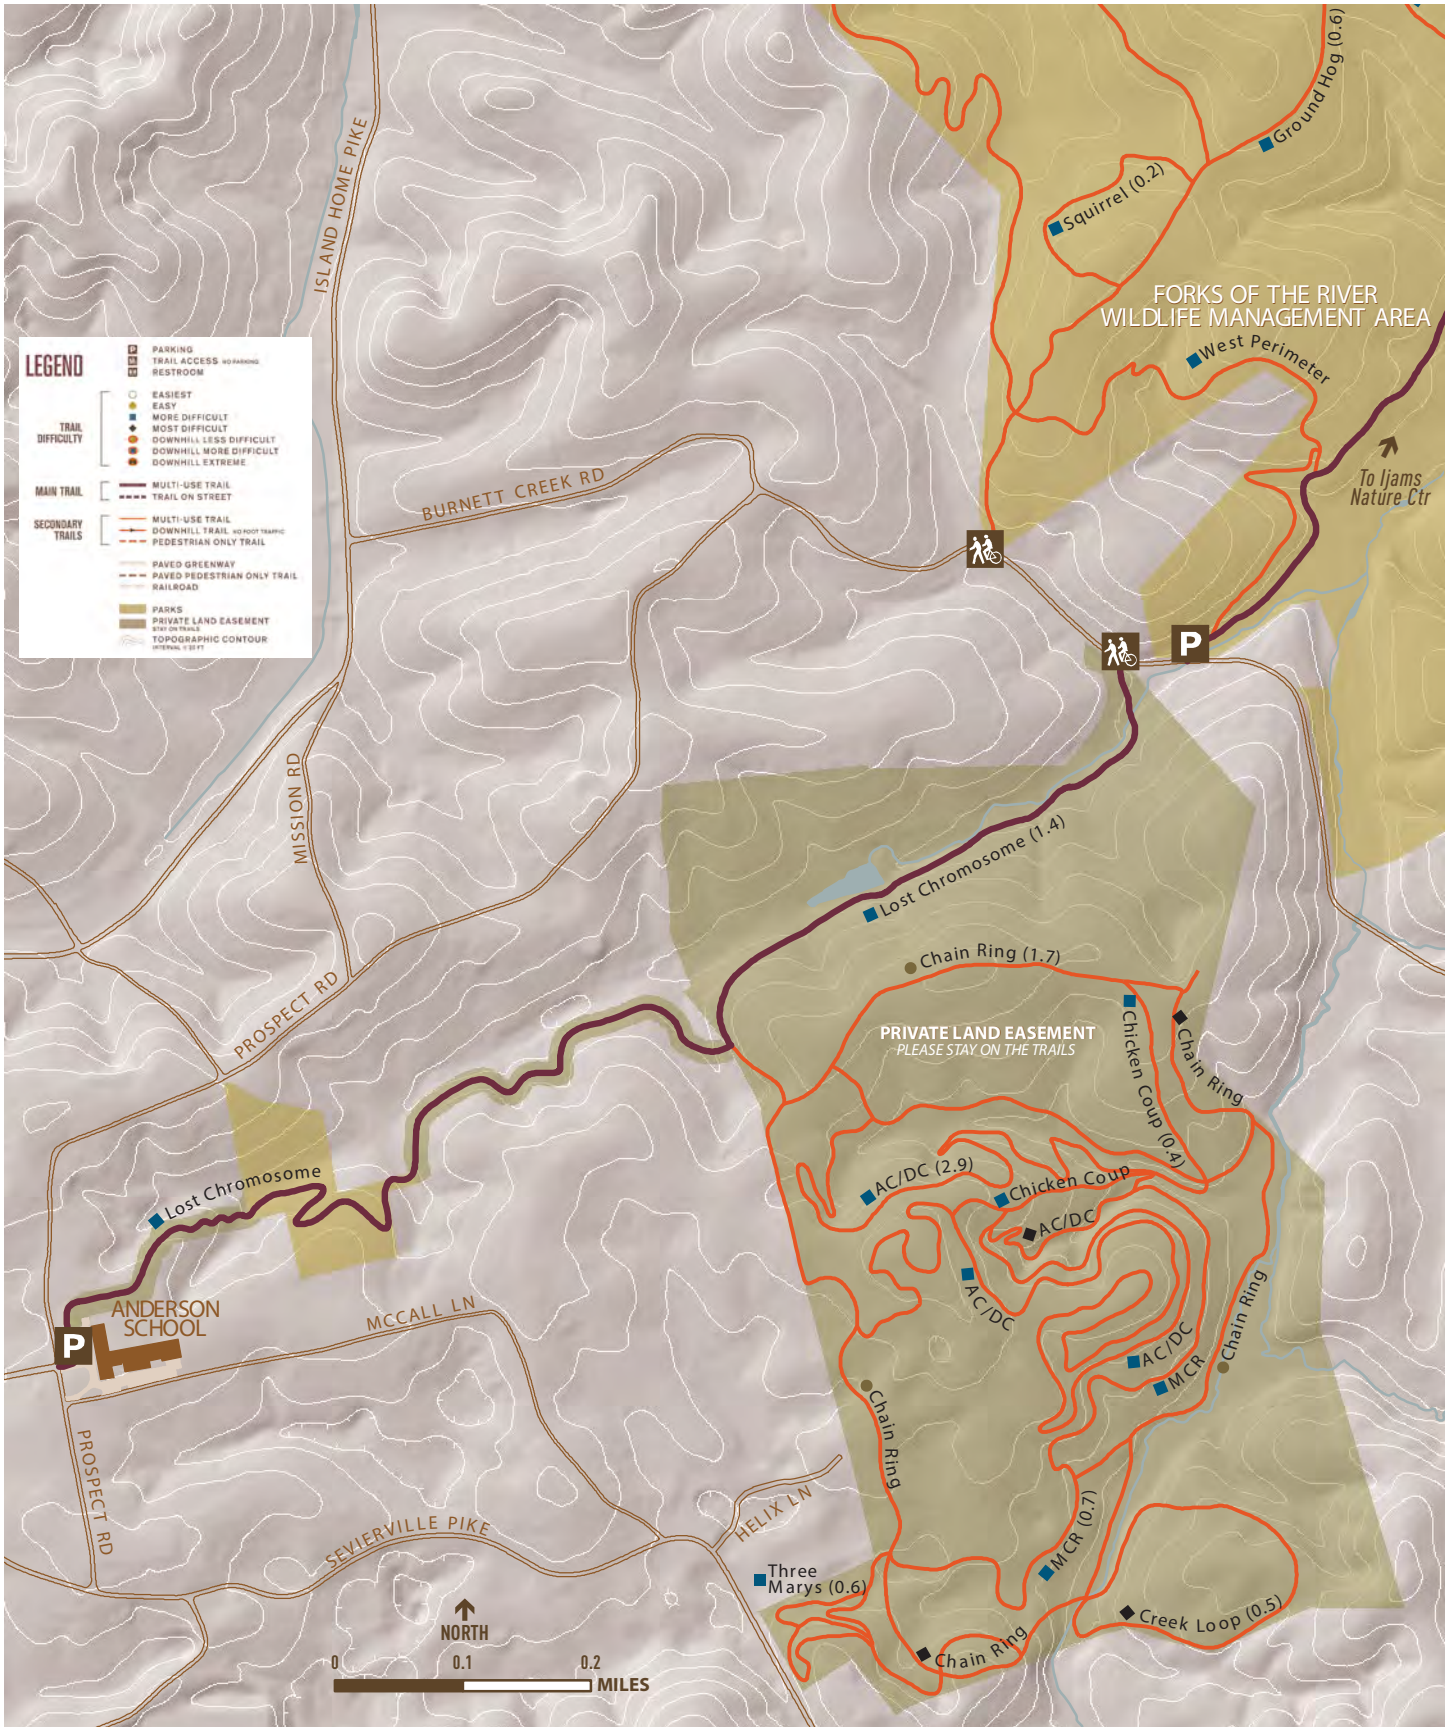 Ground Hog (0.6)
ISLAND HOME PIKE
Squirrel (0.2)
FORKS OF THE RIVER
WILDLIFE MANAGEMENT AREA
West Perimeter
LEGEND
P PARKING
TRAIL ACCESS NO PARKING
RESTROOM
TRAIL
DIFFICULTY
EASIEST
EASY
MORE DIFFICULT
MOST DIFFICULT
DOWNHILL LESS DIFFICULT
DOWNHILL MORE DIFFICULT
DOWNHILL EXTREME
MAIN TRAIL
MULTI-USE TRAIL
TRAIL ON STREET
SECONDARY
TRAILS
MULTI-USE TRAIL
DOWNHILL TRAIL NO FOOT TRAFFIC
PEDESTRIAN ONLY TRAIL
PAVED GREENWAY
PAVED PEDESTRIAN ONLY TRAIL
RAILROAD
PARKS
PRIVATE LAND EASEMENT
STAY ON TRAILS
TOPOGRAPHIC CONTOUR
To Ijams
Nature Ctr
BURNETT CREEK RD
P
MISSION RD
Lost Chromosome (1.4)
Chain Ring (1.7)
PROSPECT RD
PRIVATE LAND EASEMENT
PLEASE STAY ON THE TRAILS
Chicken Coup (0.4)
Chain Ring
AC/DC (2.9)
Chicken Coup
Lost Chromosome
AC/DC
AC/DC
ANDERSON
SCHOOL
P
MCCALL LN
AC/DC
MCR
Chain Ring
Chain Ring
PROSPECT RD
SEVIERVILLE PIKE
HELIX LN
MCR (0.7)
Three
Marys (0.6)
Creek Loop (0.5)
Chain Ring
NORTH
0 0.1 0.2
MILES